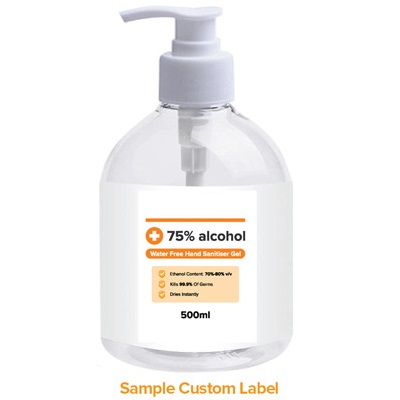 75% alcohol
Water Free Hand Sanitiser Gel
Ethanol Content: 70%-80% v/v
Kills 99.9% Of Germs
Dries Instantly
500ml
Sample Custom Label